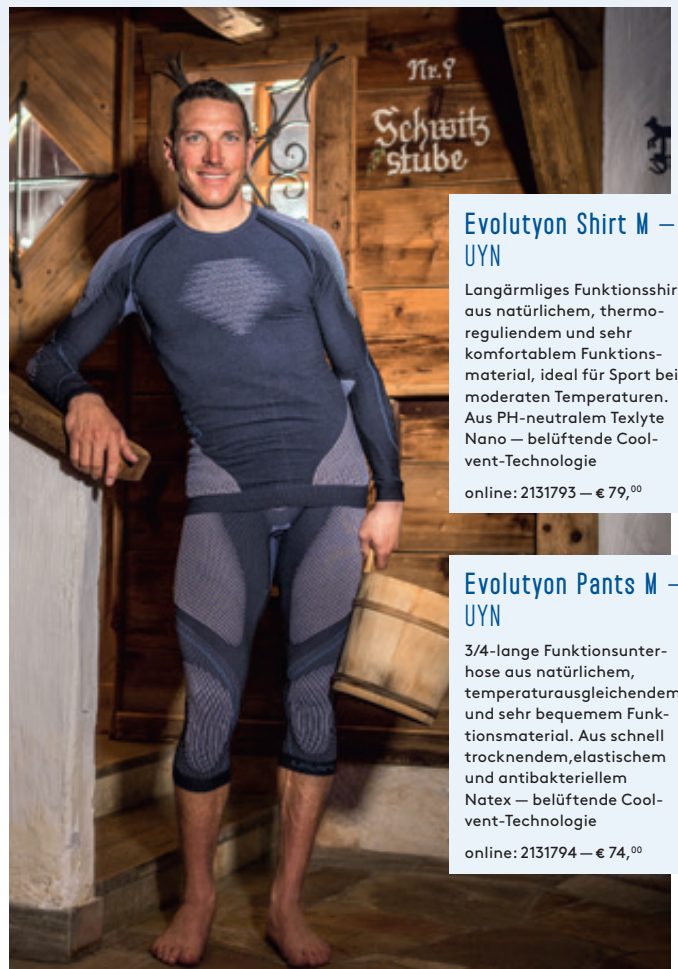 Nr.9
Schwitz
stube
Evolutyon Shirt M –
UYN
Langärmliges Funktionsshir
aus natürlichem, thermo-
reguliendem und sehr
komfortablem Funktions-
material, ideal für Sport bei
moderaten Temperaturen.
Aus PH-neutralem Texlyte
Nano — belüftende Cool-
vent-Technologie
online: 2131793 — € 79,00
Evolutyon Pants M –
UYN
3/4-lange Funktionsunter-
hose aus natürlichem,
temperaturausgleichendem
und sehr bequemem Funk-
tionsmaterial. Aus schnell
trocknendem,elastischem
und antibakteriellem
Natex — belüftende Cool-
vent-Technologie
online: 2131794 — € 74,00